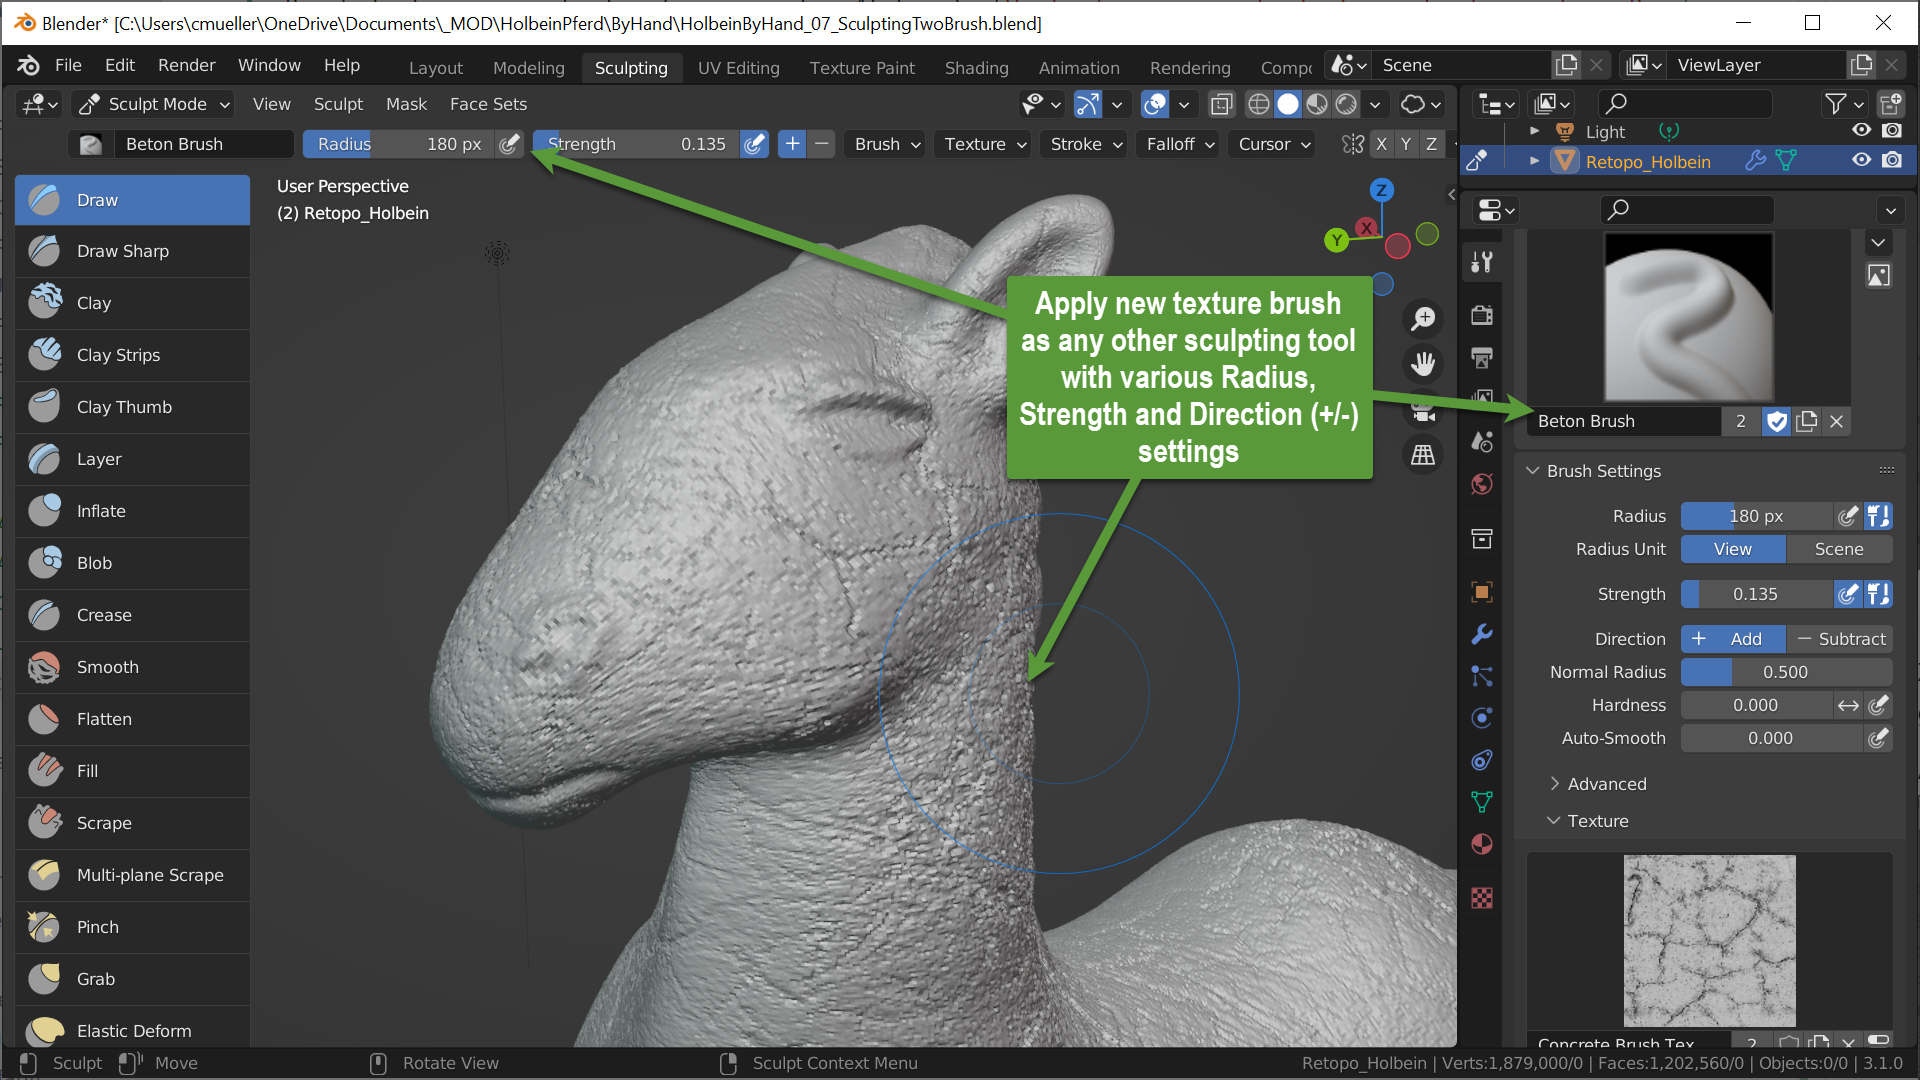 Blender* [C:\Users\cmueller\OneDrive\Documents\_MOD\HolbeinPferd\ByHand\HolbeinByHand_07_SculptingTwoBrush.blend]
File Edit Render Window Help Layout Modeling Sculpting UV Editing Texture Paint Shading Animation Rendering Compo Scene ViewLayer
Sculpt Mode View Sculpt Mask Face Sets
Light
Beton Brush Radius 180 px Strength 0.135 + − Brush Texture Stroke Falloff Cursor X Y Z
Retopo_Holbein
User Perspective
(2) Retopo_Holbein
Z
X
Y
Draw
Draw Sharp
Clay
Clay Strips
Clay Thumb
Layer
Inflate
Blob
Crease
Smooth
Flatten
Fill
Scrape
Multi-plane Scrape
Pinch
Grab
Elastic Deform
Apply new texture brush
as any other sculpting tool
with various Radius,
Strength and Direction (+/-)
settings
Beton Brush 2
Brush Settings
Radius 180 px
Radius Unit View Scene
Strength 0.135
Direction + Add − Subtract
Normal Radius 0.500
Hardness 0.000
Auto-Smooth 0.000
Advanced
Texture
Concrete Brush Tex 2
Sculpt Move Rotate View Sculpt Context Menu Retopo_Holbein | Verts:1,879,000/0 | Faces:1,202,560/0 | Objects:0/0 | 3.1.0